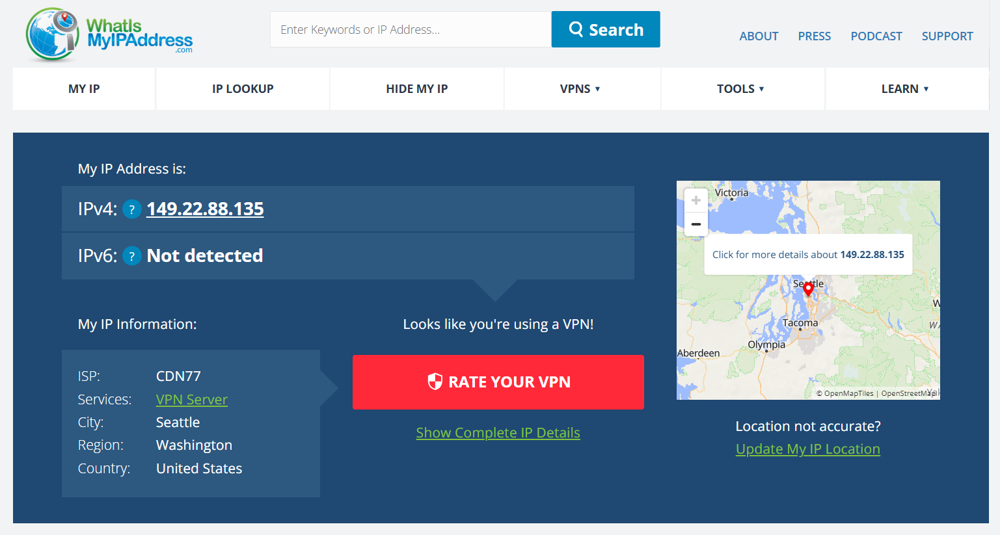 WhatIs
MyIPAddress
.com
Enter Keywords or IP Address...
Search
ABOUT
PRESS
PODCAST
SUPPORT
MY IP
IP LOOKUP
HIDE MY IP
VPNS
TOOLS
LEARN
My IP Address is:
IPv4: ? 149.22.88.135
IPv6: ? Not detected
My IP Information:
ISP: CDN77
Services: VPN Server
City: Seattle
Region: Washington
Country: United States
Looks like you're using a VPN!
RATE YOUR VPN
Show Complete IP Details
Victoria
+
−
Click for more details about 149.22.88.135
Seattle
Tacoma
Olympia
Aberdeen
© OpenMapTiles | OpenStreetMap
Location not accurate?
Update My IP Location